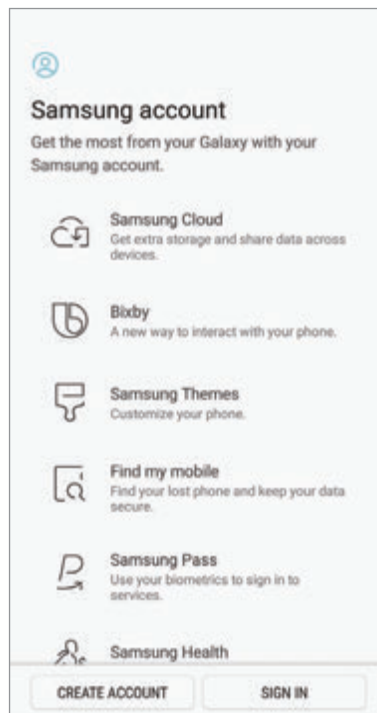 Samsung account
Get the most from your Galaxy with your
Samsung account.
Samsung Cloud
Get extra storage and share data across
devices.
Bixby
A new way to interact with your phone.
Samsung Themes
Customize your phone.
Find my mobile
Find your lost phone and keep your data
secure.
Samsung Pass
Use your biometrics to sign in to
services.
Samsung Health
CREATE ACCOUNT SIGN IN